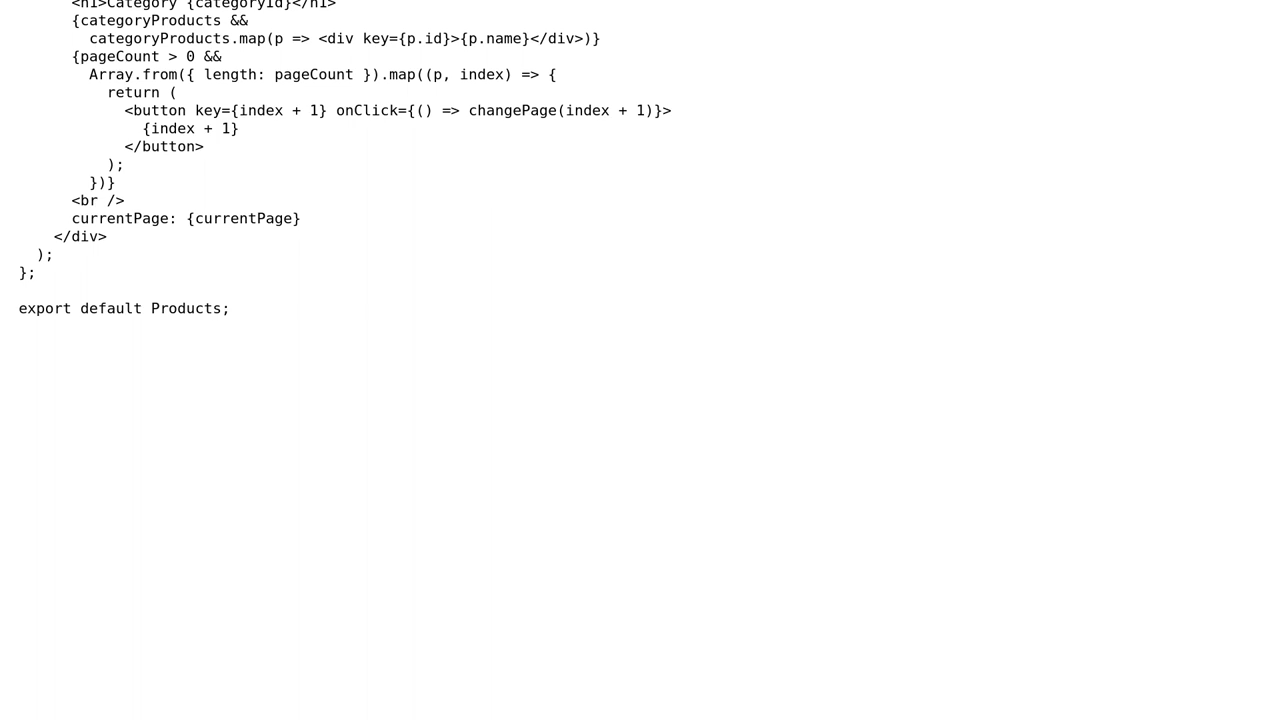 <h1>Category {categoryId}</h1>
{categoryProducts &&
categoryProducts.map(p => <div key={p.id}>{p.name}</div>)}
{pageCount > 0 &&
Array.from({ length: pageCount }).map((p, index) => {
return (
<button key={index + 1} onClick={() => changePage(index + 1)}>
{index + 1}
</button>
);
})}
<br />
currentPage: {currentPage}
</div>
);
};
export default Products;